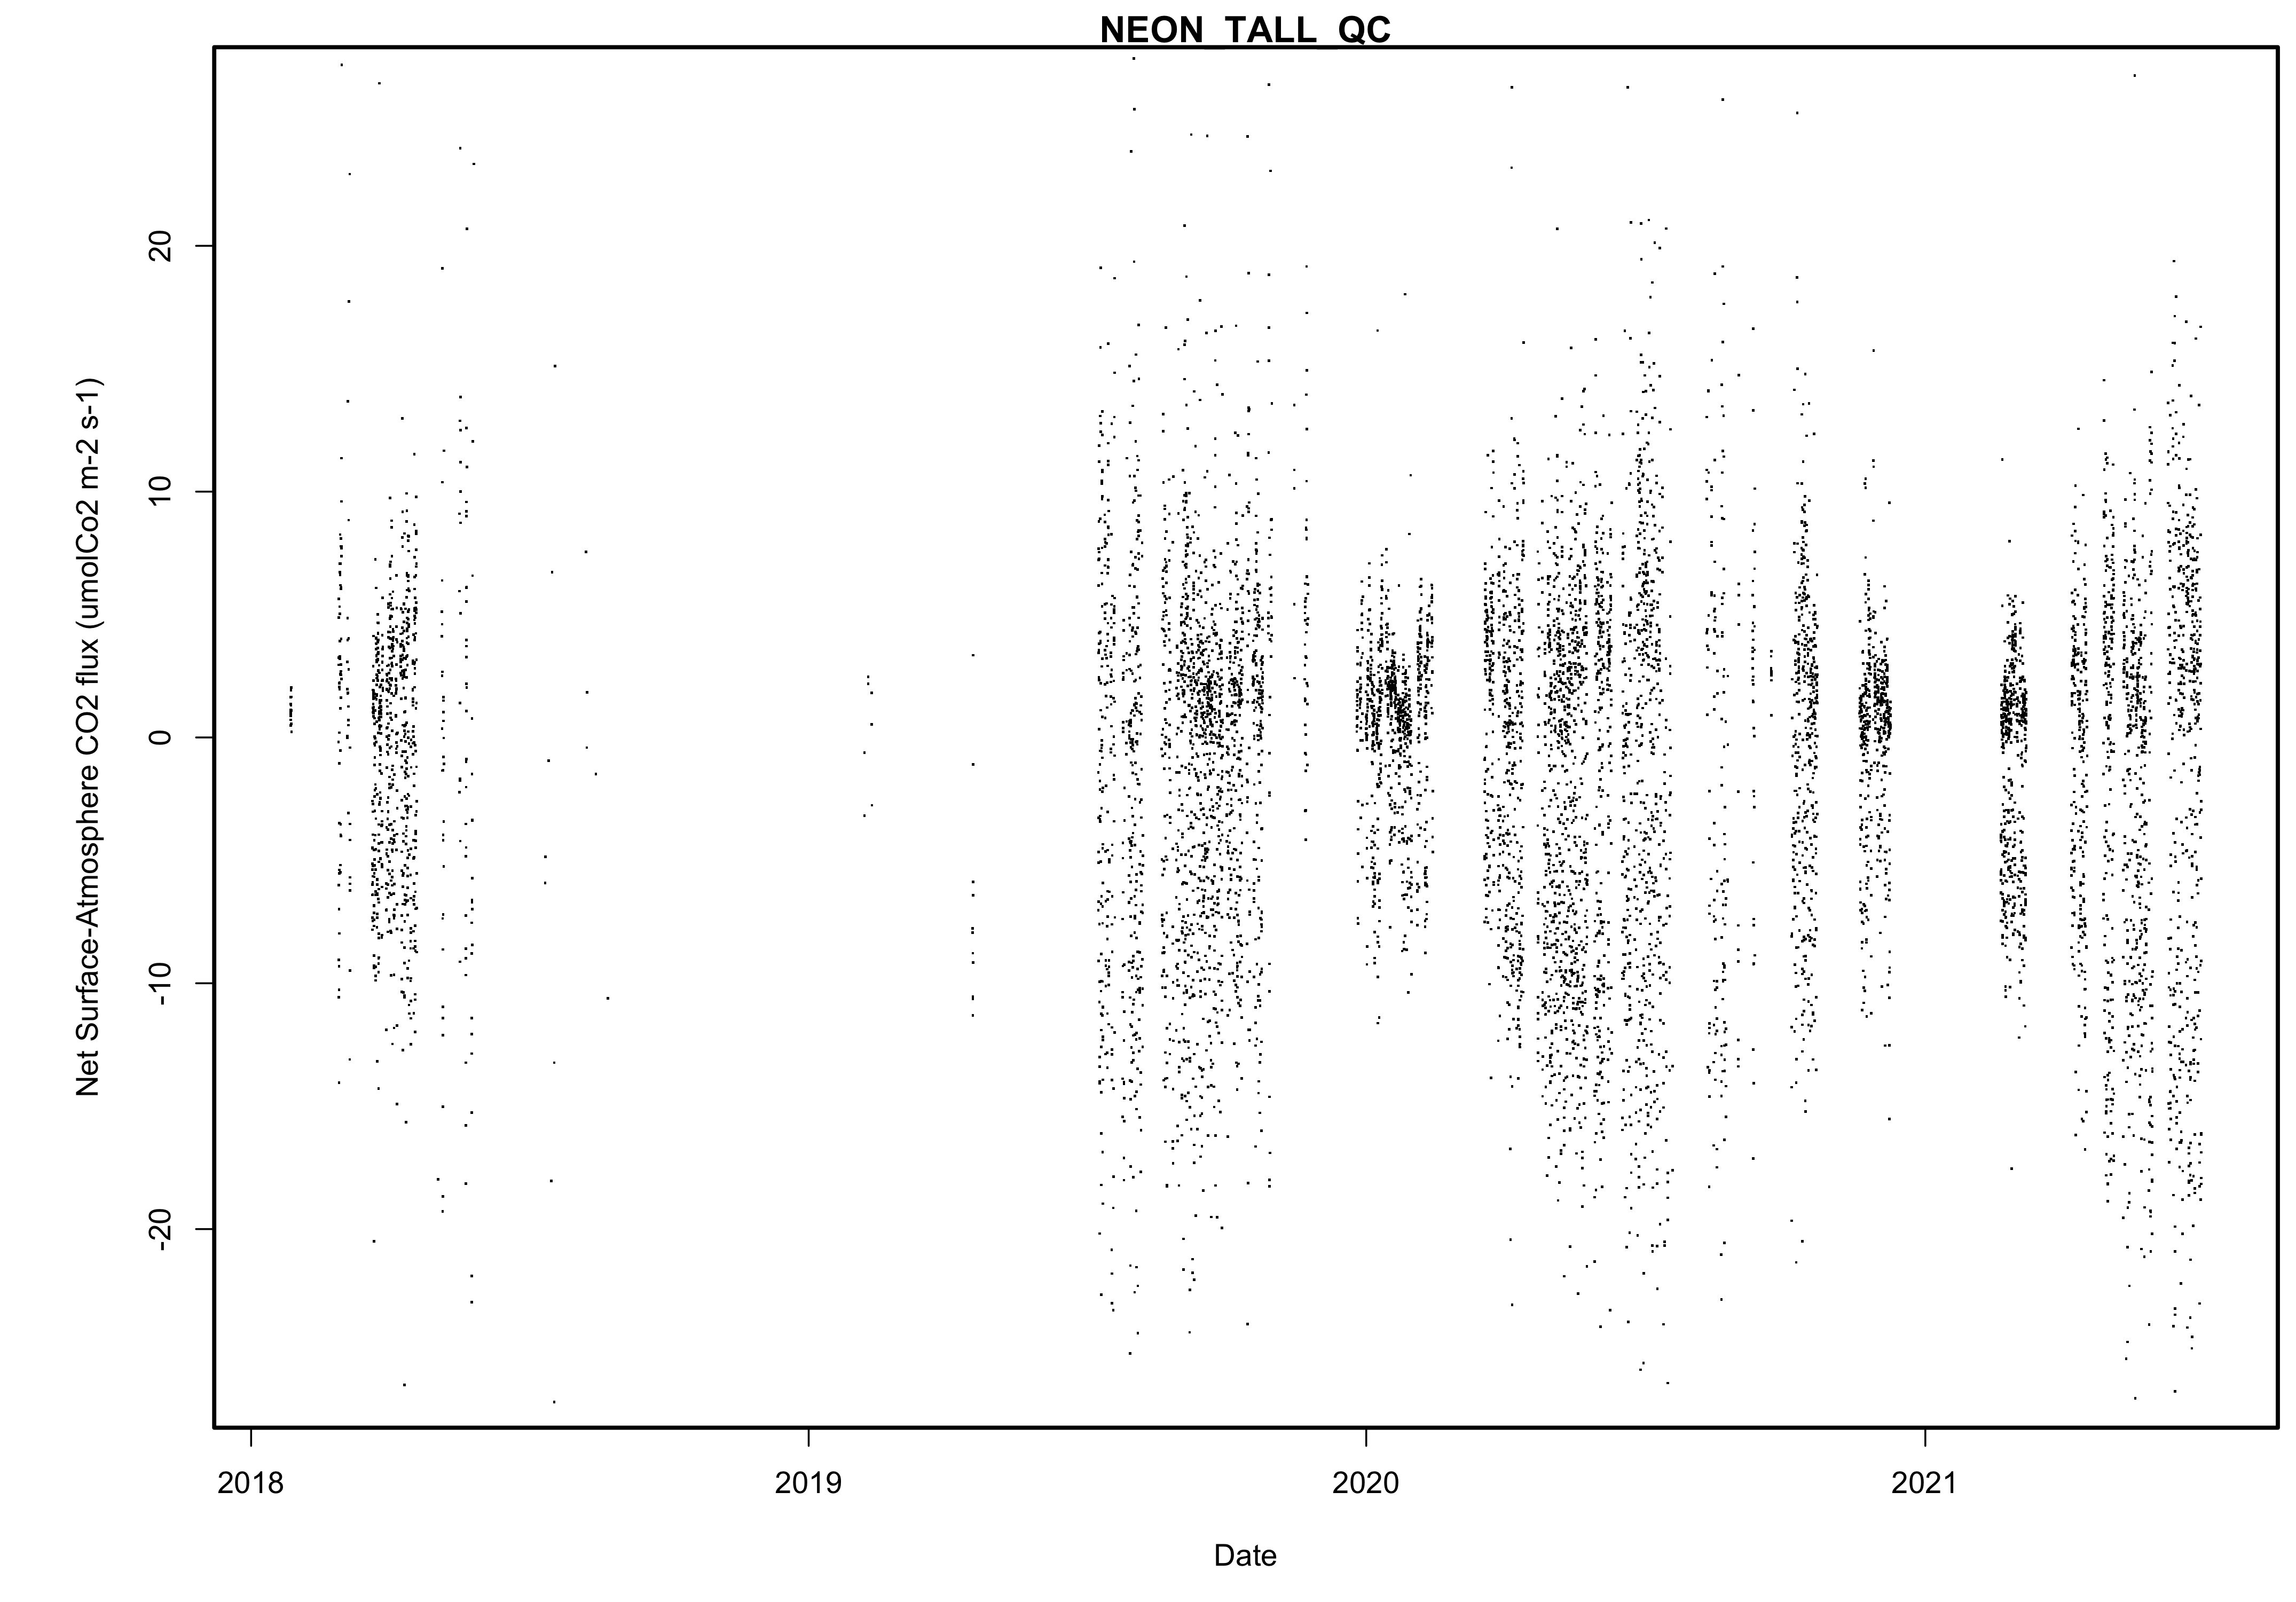 NEON_TALL_QC
Net Surface-Atmosphere CO2 flux (umolCo2 m-2 s-1)
20
10
0
-10
-20
2018 2019 2020 2021
Date